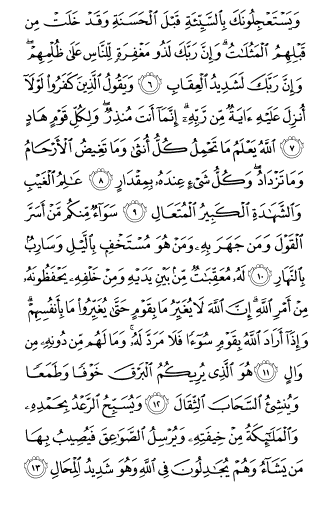 وَيَسْتَعْجِلُونَكَ بِٱلسَّيِّئَةِ قَبْلَ ٱلْحَسَنَةِ وَقَدْ خَلَتْ مِن
قَبْلِهِمُ ٱلْمَثُلَٰتُ ۗ وَإِنَّ رَبَّكَ لَذُو مَغْفِرَةٍ لِّلنَّاسِ عَلَىٰ ظُلْمِهِمْ ۖ
وَإِنَّ رَبَّكَ لَشَدِيدُ ٱلْعِقَابِ ٦ وَيَقُولُ ٱلَّذِينَ كَفَرُوا۟ لَوْلَآ
أُنزِلَ عَلَيْهِ ءَايَةٌ مِّن رَّبِّهِۦٓ ۗ إِنَّمَآ أَنتَ مُنذِرٌ ۖ وَلِكُلِّ قَوْمٍ هَادٍ
٧ ٱللَّهُ يَعْلَمُ مَا تَحْمِلُ كُلُّ أُنثَىٰ وَمَا تَغِيضُ ٱلْأَرْحَامُ
وَمَا تَزْدَادُ ۖ وَكُلُّ شَىْءٍ عِندَهُۥ بِمِقْدَارٍ ٨ عَٰلِمُ ٱلْغَيْبِ
وَٱلشَّهَٰدَةِ ٱلْكَبِيرُ ٱلْمُتَعَالِ ٩ سَوَآءٌ مِّنكُم مَّنْ أَسَرَّ
ٱلْقَوْلَ وَمَن جَهَرَ بِهِۦ وَمَنْ هُوَ مُسْتَخْفٍۭ بِٱلَّيْلِ وَسَارِبٌۢ
بِٱلنَّهَارِ ١٠ لَهُۥ مُعَقِّبَٰتٌ مِّنۢ بَيْنِ يَدَيْهِ وَمِنْ خَلْفِهِۦ يَحْفَظُونَهُۥ
مِنْ أَمْرِ ٱللَّهِ ۗ إِنَّ ٱللَّهَ لَا يُغَيِّرُ مَا بِقَوْمٍ حَتَّىٰ يُغَيِّرُوا۟ مَا بِأَنفُسِهِمْ ۗ
وَإِذَآ أَرَادَ ٱللَّهُ بِقَوْمٍ سُوٓءًا فَلَا مَرَدَّ لَهُۥ ۚ وَمَا لَهُم مِّن دُونِهِۦ مِن
وَالٍ ١١ هُوَ ٱلَّذِى يُرِيكُمُ ٱلْبَرْقَ خَوْفًا وَطَمَعًا
وَيُنشِئُ ٱلسَّحَابَ ٱلثِّقَالَ ١٢ وَيُسَبِّحُ ٱلرَّعْدُ بِحَمْدِهِۦ
وَٱلْمَلَٰٓئِكَةُ مِنْ خِيفَتِهِۦ وَيُرْسِلُ ٱلصَّوَٰعِقَ فَيُصِيبُ بِهَا
مَن يَشَآءُ وَهُمْ يُجَٰدِلُونَ فِى ٱللَّهِ وَهُوَ شَدِيدُ ٱلْمِحَالِ ١٣